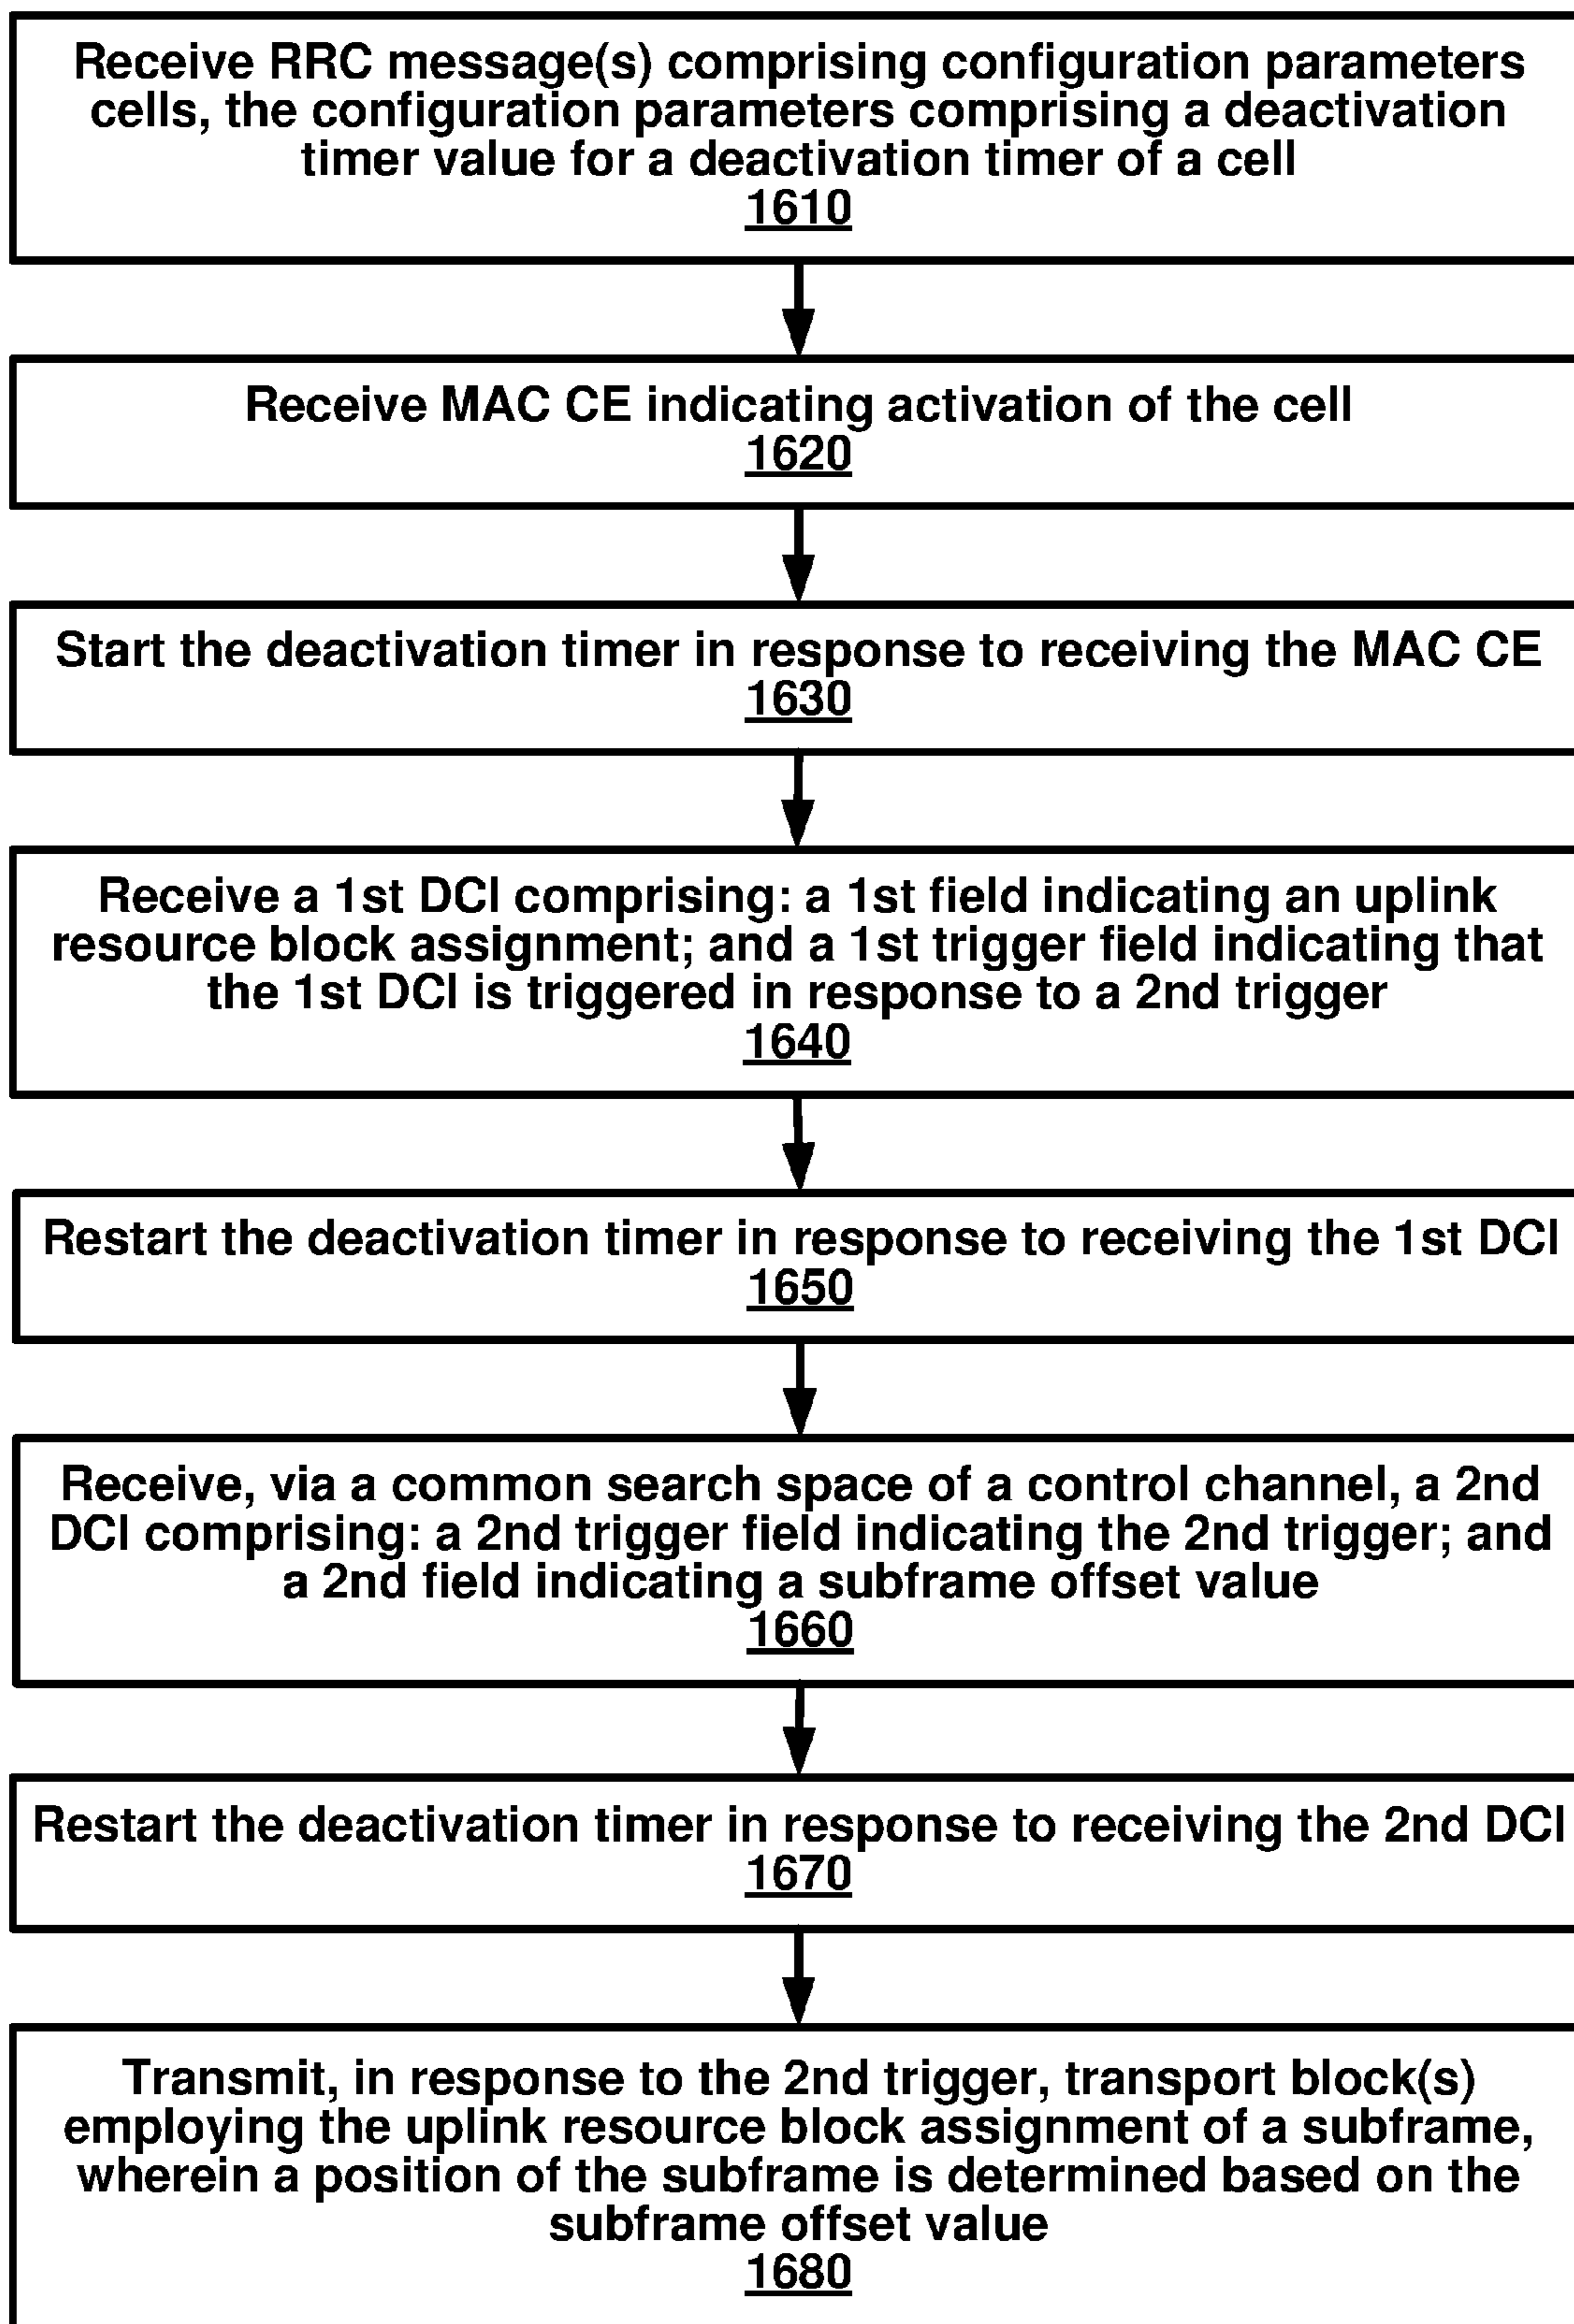 Receive RRC message(s) comprising configuration parameters
cells, the configuration parameters comprising a deactivation
timer value for a deactivation timer of a cell
1610
Receive MAC CE indicating activation of the cell
1620
Start the deactivation timer in response to receiving the MAC CE
1630
Receive a 1st DCI comprising: a 1st field indicating an uplink
resource block assignment; and a 1st trigger field indicating that
the 1st DCI is triggered in response to a 2nd trigger
1640
Restart the deactivation timer in response to receiving the 1st DCI
1650
Receive, via a common search space of a control channel, a 2nd
DCI comprising: a 2nd trigger field indicating the 2nd trigger; and
a 2nd field indicating a subframe offset value
1660
Restart the deactivation timer in response to receiving the 2nd DCI
1670
Transmit, in response to the 2nd trigger, transport block(s)
employing the uplink resource block assignment of a subframe,
wherein a position of the subframe is determined based on the
subframe offset value
1680